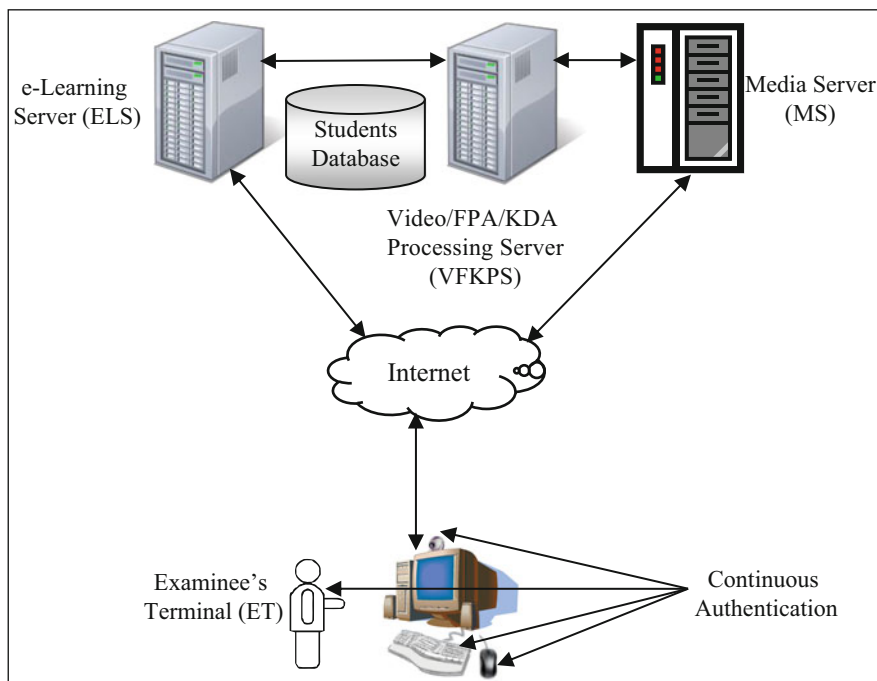 e-Learning
Server (ELS)
Students
Database
Media Server
(MS)
Video/FPA/KDA
Processing Server
(VFKPS)
Internet
Examinee’s
Terminal (ET)
Continuous
Authentication